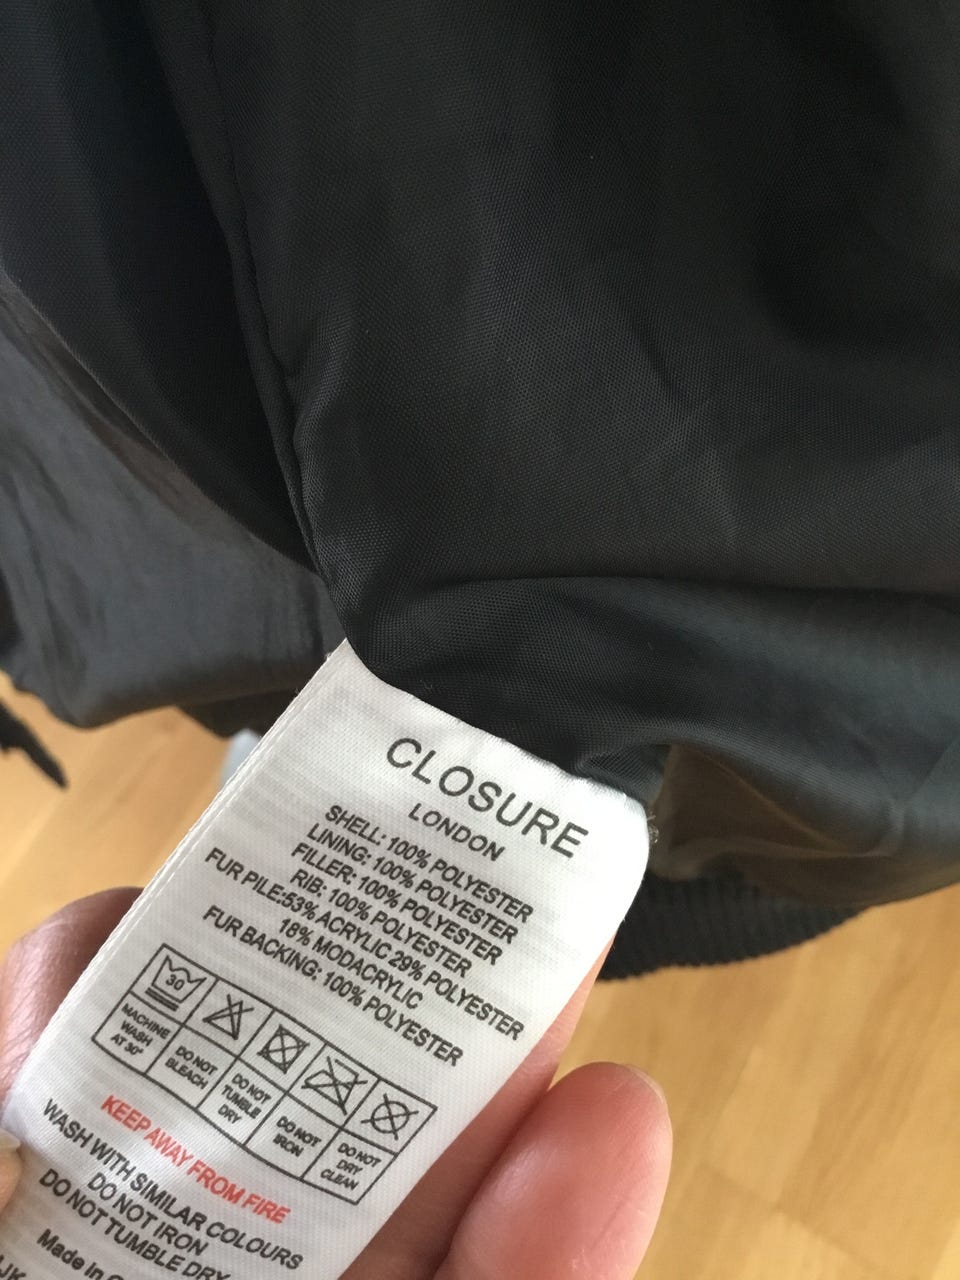 CLOSURE
LONDON
SHELL: 100% POLYESTER
LINING: 100% POLYESTER
FILLER: 100% POLYESTER
RIB: 100% POLYESTER
FUR PILE:53% ACRYLIC 29% POLYESTER
18% MODACRYLIC
FUR BACKING: 100% POLYESTER
30
MACHINE
WASH
AT 30°
DO NOT
BLEACH
DO NOT
TUMBLE
DRY
DO NOT
IRON
DO NOT
DRY
CLEAN
KEEP AWAY FROM FIRE
WASH WITH SIMILAR COLOURS
DO NOT IRON
DO NOT TUMBLE DRY
Made in